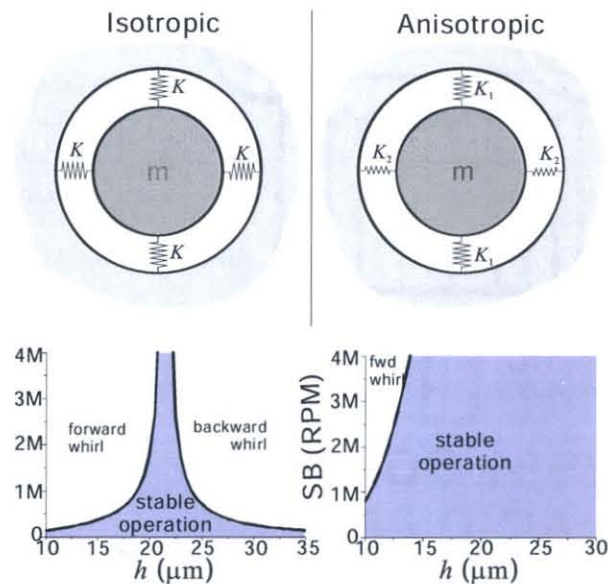 Isotropic
Anisotropic
K
K₁
K
K
K₂
K₂
m
m
K
K₁
4M
3M
2M
1M
0
forward
whirl
backward
whirl
stable
operation
10
15
20
25
30
35
h (μm)
SB (RPM)
4M
3M
2M
1M
0
fwd
whirl
stable
operation
10
15
20
25
30
h (μm)